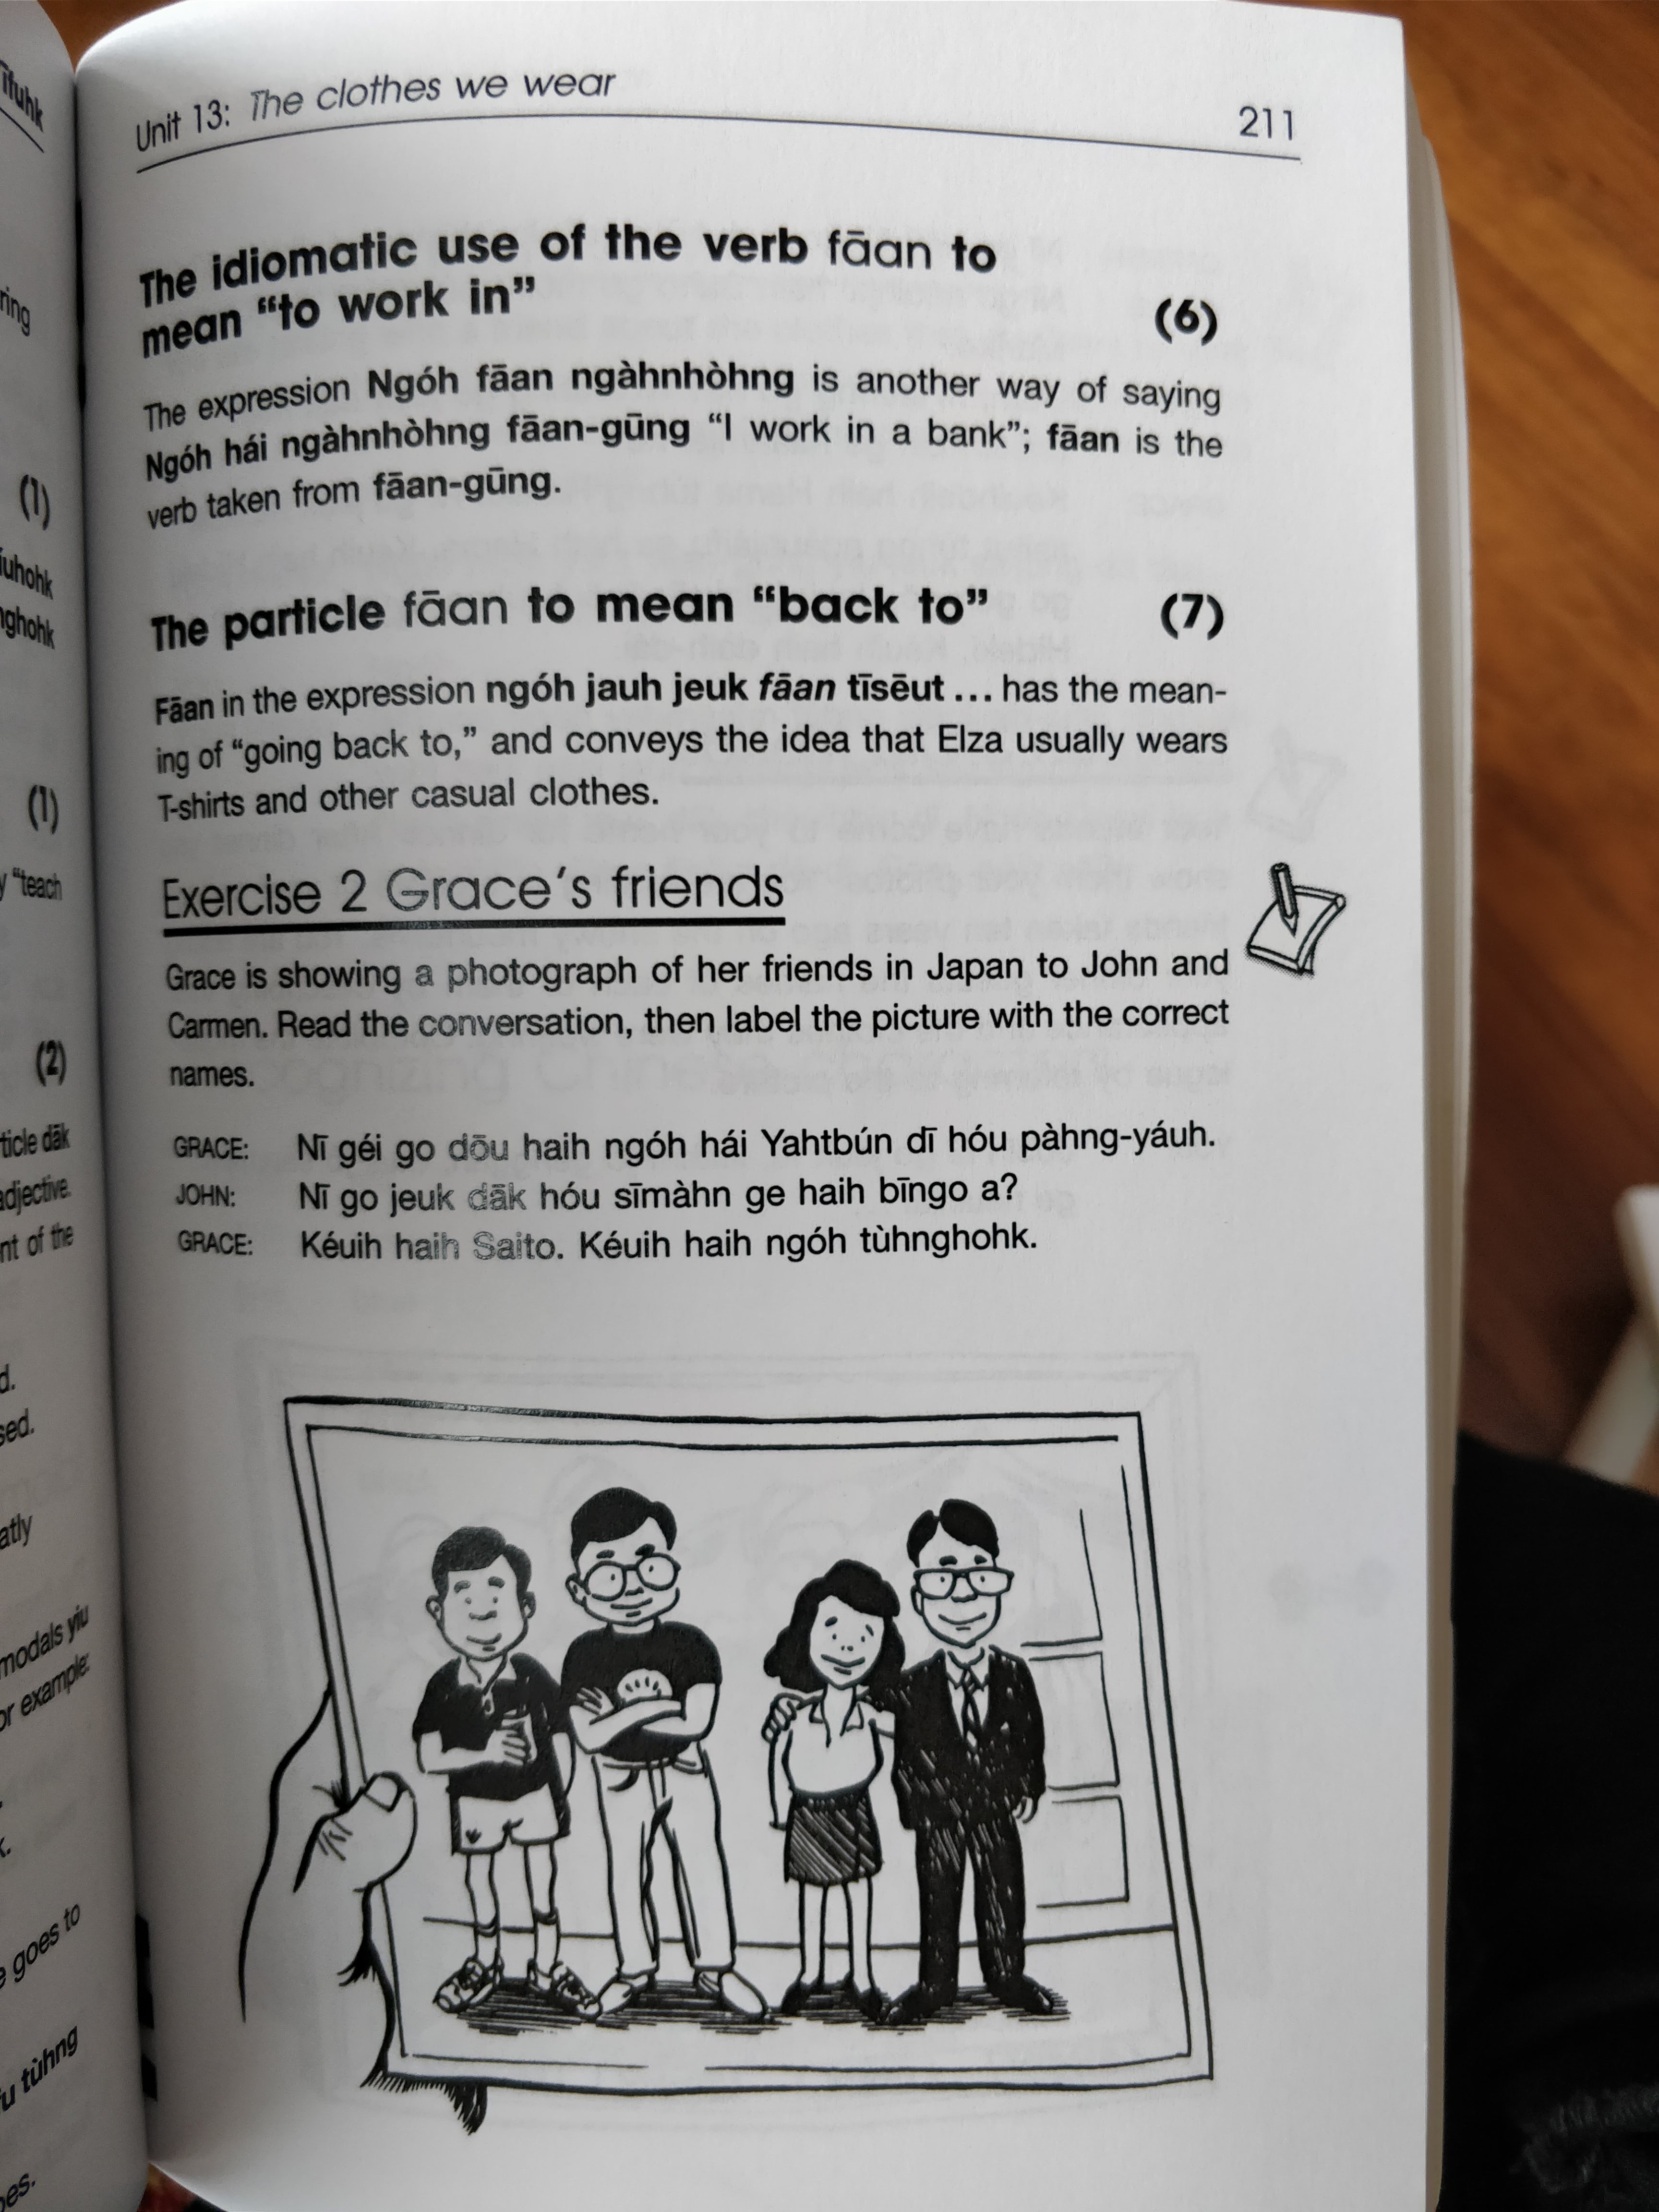 Unit 13: The clothes we wear 211
The idiomatic use of the verb fāan to
mean “to work in” (6)
The expression Ngóh fāan ngàhnhòhng is another way of saying
Ngóh hái ngàhnhòhng fāan-gūng “I work in a bank”; fāan is the
verb taken from fāan-gūng.
The particle fāan to mean “back to” (7)
Fāan in the expression ngóh jauh jeuk fāan tīsēut ... has the mean-
ing of “going back to,” and conveys the idea that Elza usually wears
T-shirts and other casual clothes.
Exercise 2 Grace’s friends
Grace is showing a photograph of her friends in Japan to John and
Carmen. Read the conversation, then label the picture with the correct
names.
GRACE: Nī géi go dōu haih ngóh hái Yahtbún dī hóu pàhng-yáuh.
JOHN: Nī go jeuk dāk hóu sīmàhn ge haih bīngo a?
GRACE: Kéuih haih Saito. Kéuih haih ngóh tùhnghohk.